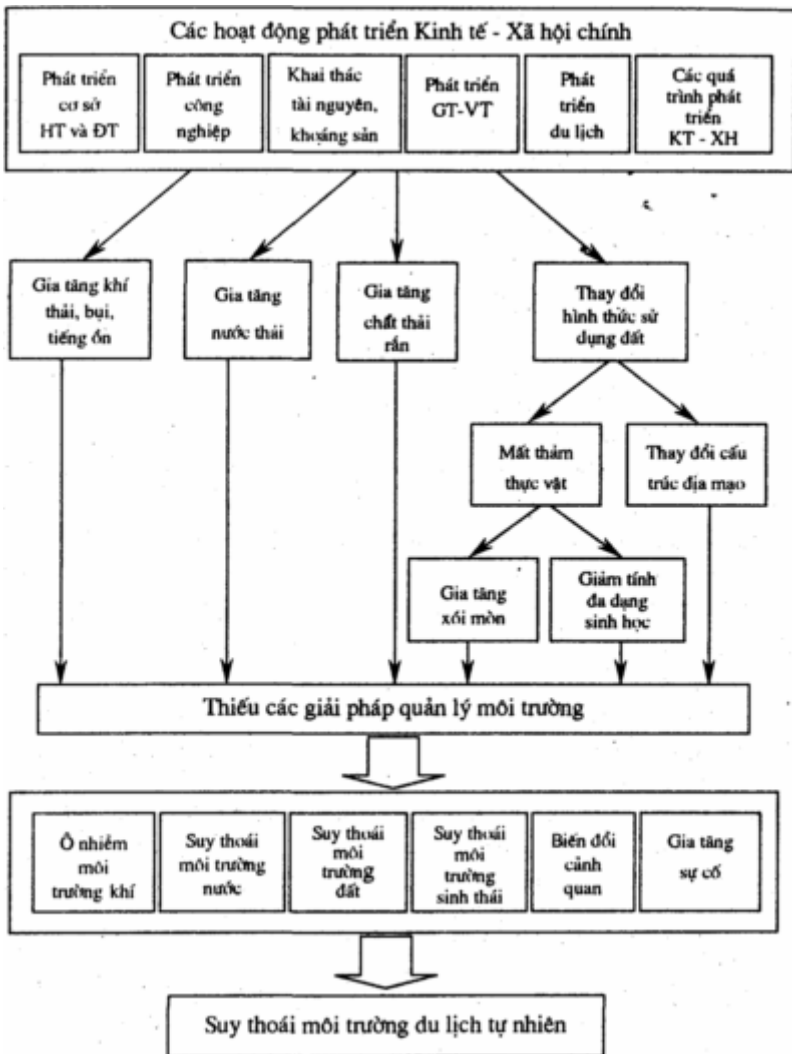 Các hoạt động phát triển Kinh tế - Xã hội chính
Phát triển
cơ sở
HT và ĐT
Phát triển
công
nghiệp
Khai thác
tài nguyên,
khoáng sản
Phát triển
GT-VT
Phát
triển
du lịch
Các quá
trình phát
triển
KT - XH
Gia tăng khí
thải, bụi,
tiếng ồn
Gia tăng
nước thải
Gia tăng
chất thải
rắn
Thay đổi
hình thức sử
dụng đất
Mất thảm
thực vật
Thay đổi cấu
trúc địa mạo
Gia tăng
xói mòn
Giảm tính
đa dạng
sinh học
Thiếu các giải pháp quản lý môi trường
Ô nhiễm
môi
trường khí
Suy thoái
môi trường
nước
Suy thoái
môi
trường
đất
Suy thoái
môi
trường
sinh thái
Biến đổi
cảnh
quan
Gia tăng
sự cố
Suy thoái môi trường du lịch tự nhiên